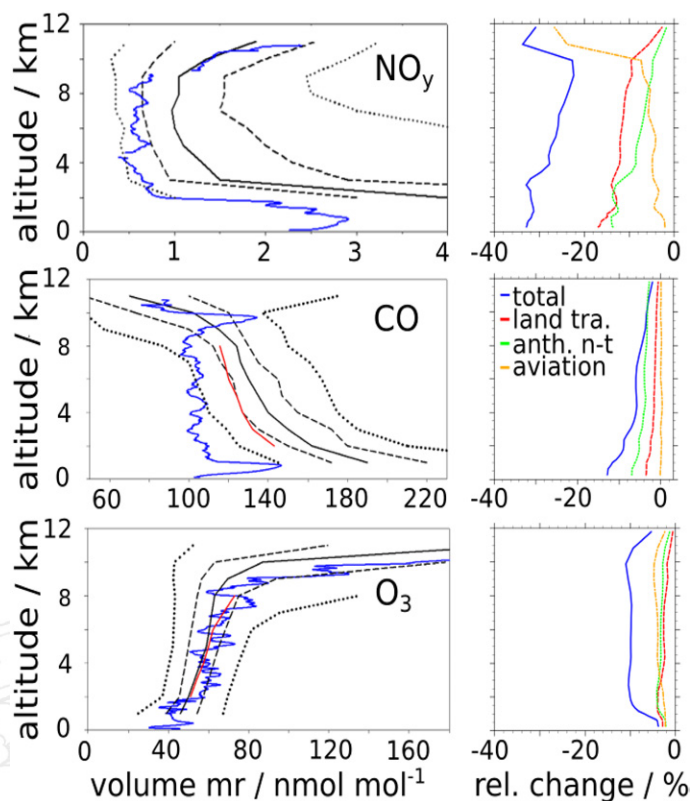 12
8
4
0
altitude / km
NOy
0 1 2 3 4
-40 -20 0
12
8
4
0
altitude / km
CO
60 100 140 180 220
total
land tra.
anth. n-t
aviation
-40 -20 0
12
8
4
0
altitude / km
O3
0 40 80 120 160
-40 -20 0
volume mr / nmol mol-1
rel. change / %